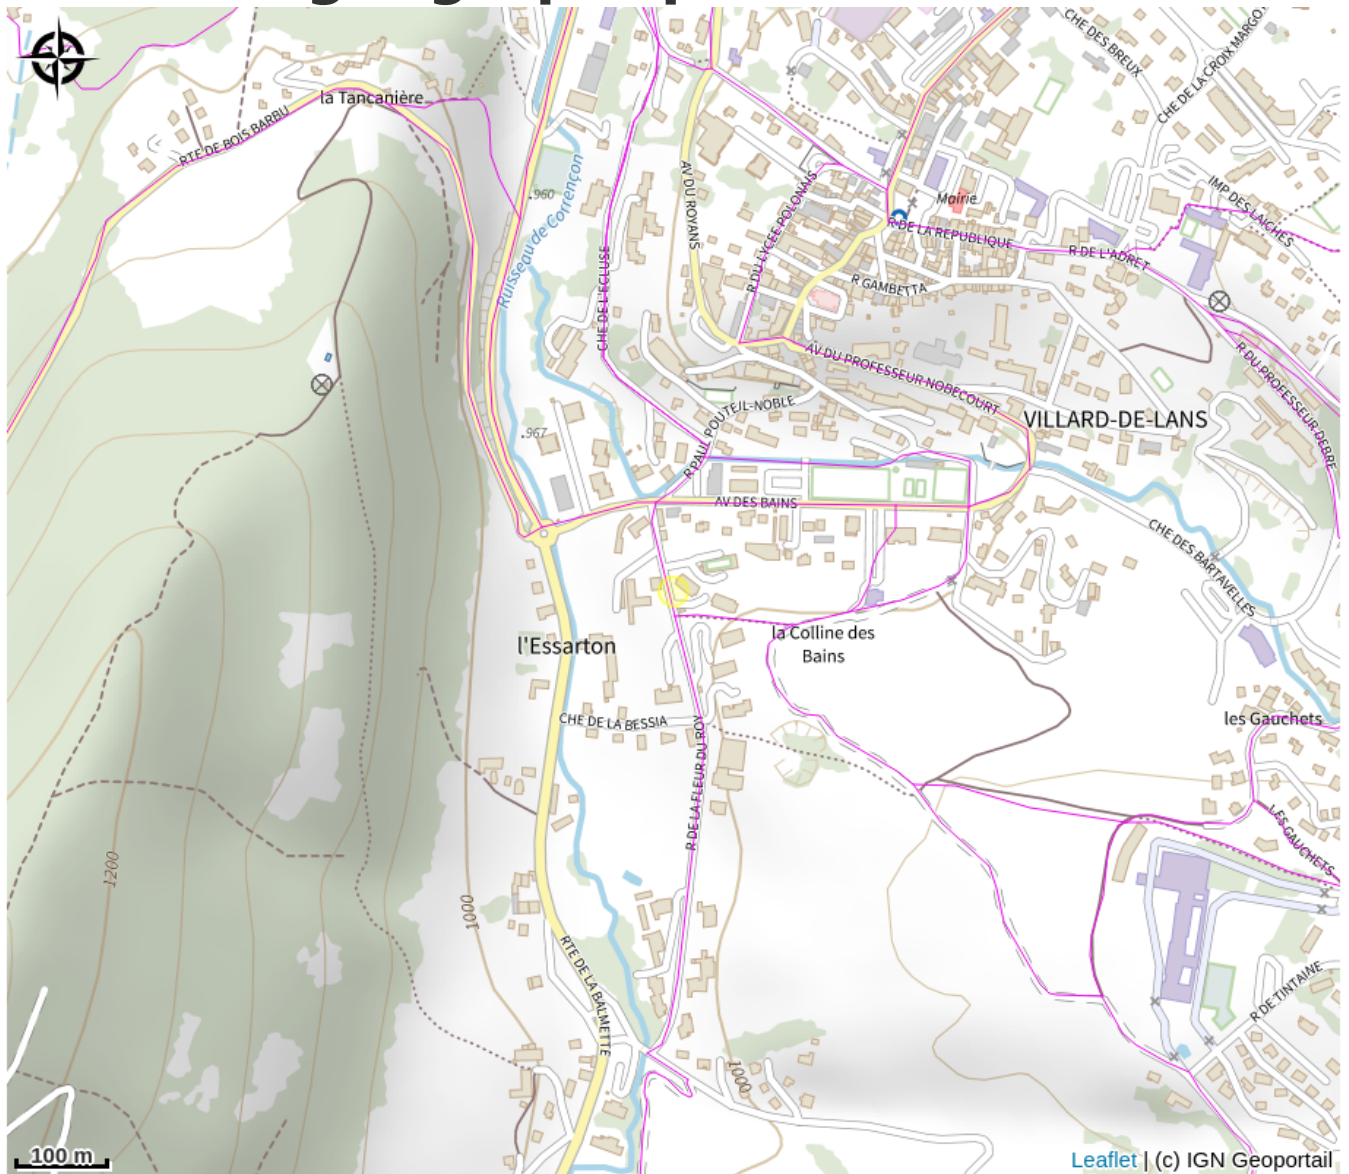 CHE DES BREUX
CHE DE LA CROIX MARGOT
la Tancanière
RTE DE BOIS BARBU
.960
Ruisseau de Corrençon
AV DU ROYANS
R DU LYCEE POLONAIS
Mairie
IMP DES LAICHES
R DE LA REPUBLIQUE
R DE L'ADRET
CHE DE L'ECLUSE
R GAMBETTA
AV DU PROFESSEUR NOBECOURT
R DU PROFESSEUR DEBRE
R PAUL POUTEIL-NOBLE
VILLARD-DE-LANS
.967
AV DES BAINS
CHE DES BARTAVELLES
l'Essarton
la Colline des
Bains
CHE DE LA BESSIA
les Gauchets
R DE LA FLEUR DU ROY
LES GAUCHETS
1200
1000
RTE DE LA BALMETTE
R DE TINTAINE
1000
100 m
Leaflet | (c) IGN Geoportail